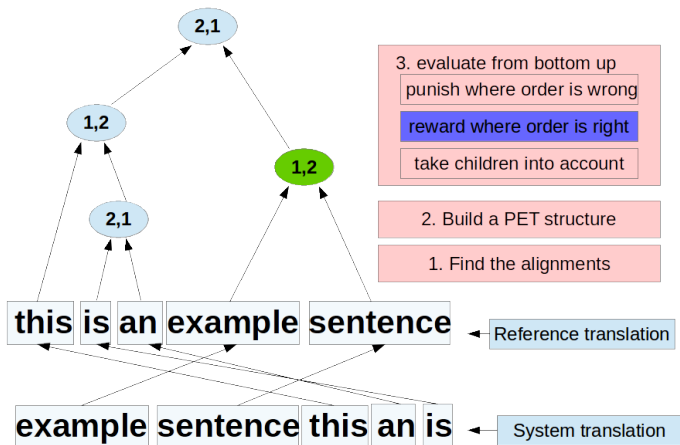 2,1
3. evaluate from bottom up
punish where order is wrong
1,2
reward where order is right
1,2
take children into account
2,1
2. Build a PET structure
1. Find the alignments
this is an example sentence
Reference translation
example sentence this an is
System translation